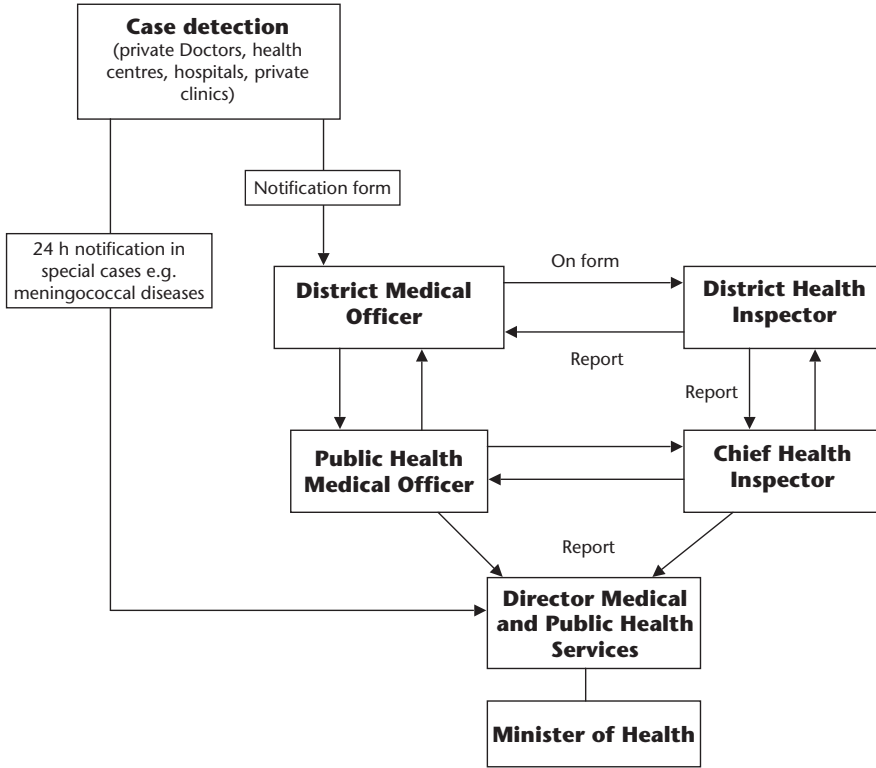 Case detection
(private Doctors, health
centres, hospitals, private
clinics)
Notification form
24 h notification in
special cases e.g.
meningococcal diseases
On form
District Medical
Officer
District Health
Inspector
Report
Report
Public Health
Medical Officer
Chief Health
Inspector
Report
Director Medical
and Public Health
Services
Minister of Health